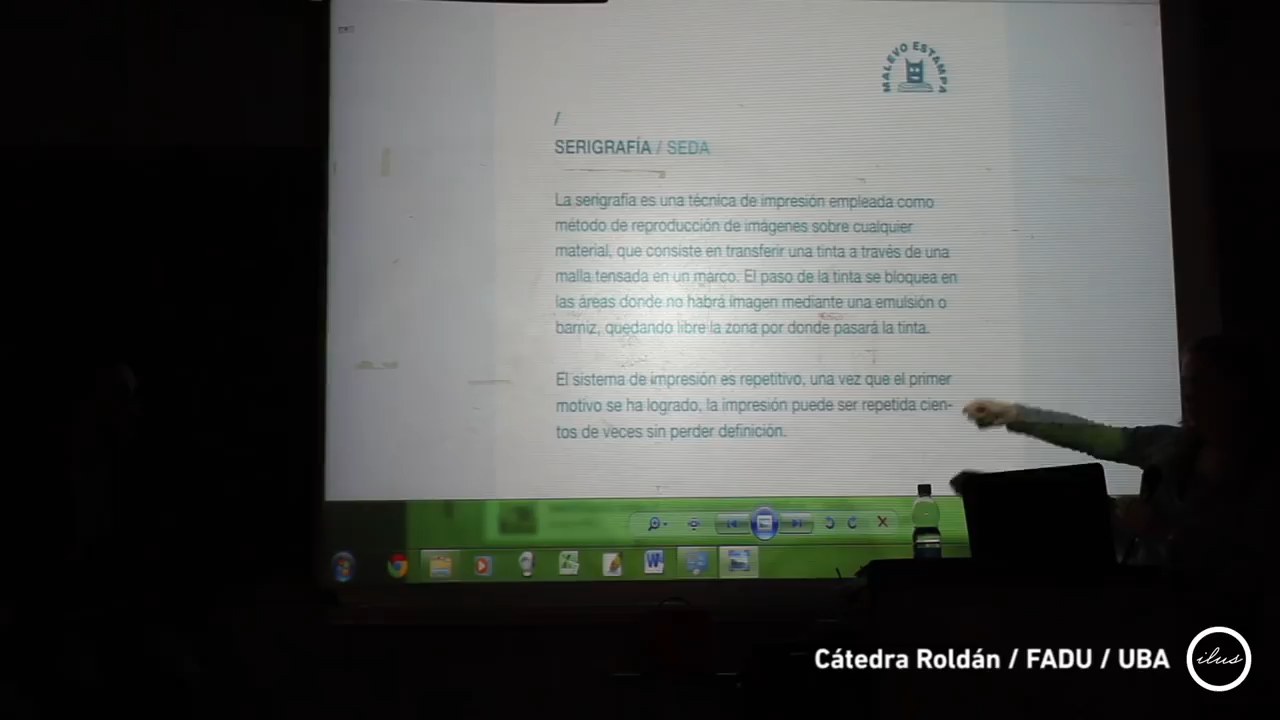 MALEVO ESTAMPA
/
SERIGRAFÍA / SEDA
La serigrafía es una técnica de impresión empleada como
método de reproducción de imágenes sobre cualquier
material, que consiste en transferir una tinta a través de una
malla tensada en un marco. El paso de la tinta se bloquea en
las áreas donde no habrá imagen mediante una emulsión o
barniz, quedando libre la zona por donde pasará la tinta.
El sistema de impresión es repetitivo, una vez que el primer
motivo se ha logrado, la impresión puede ser repetida cien-
tos de veces sin perder definición.
W
Cátedra Roldán / FADU / UBA
ilus